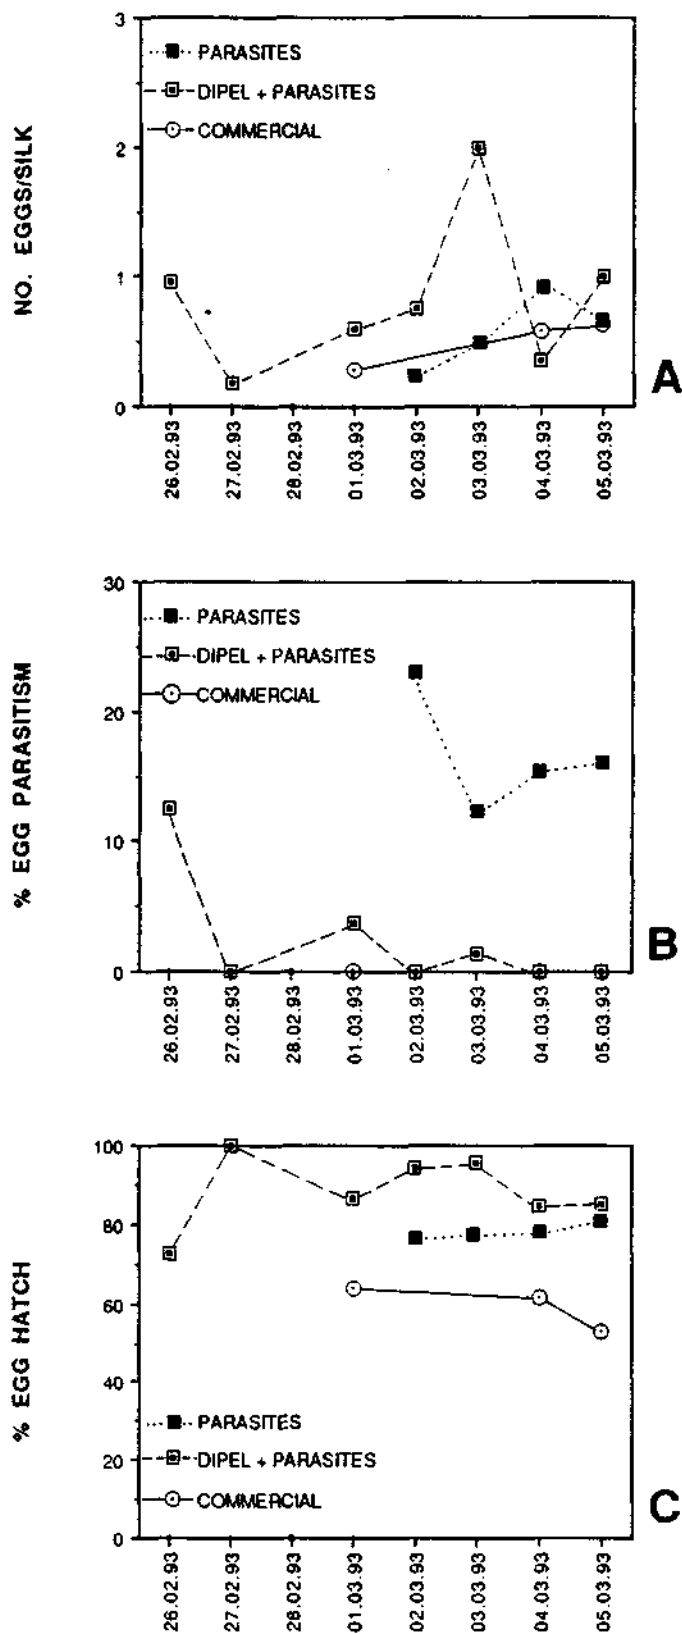 3
PARASITES
DIPEL + PARASITES
COMMERCIAL
2
NO. EGGS/SILK
1
A
0
26.02.93
27.02.93
28.02.93
01.03.93
02.03.93
03.03.93
04.03.93
05.03.93
30
PARASITES
DIPEL + PARASITES
COMMERCIAL
20
% EGG PARASITISM
10
B
0
26.02.93
27.02.93
28.02.93
01.03.93
02.03.93
03.03.93
04.03.93
05.03.93
100
80
60
% EGG HATCH
40
PARASITES
20
DIPEL + PARASITES
COMMERCIAL
C
0
26.02.93
27.02.93
28.02.93
01.03.93
02.03.93
03.03.93
04.03.93
05.03.93